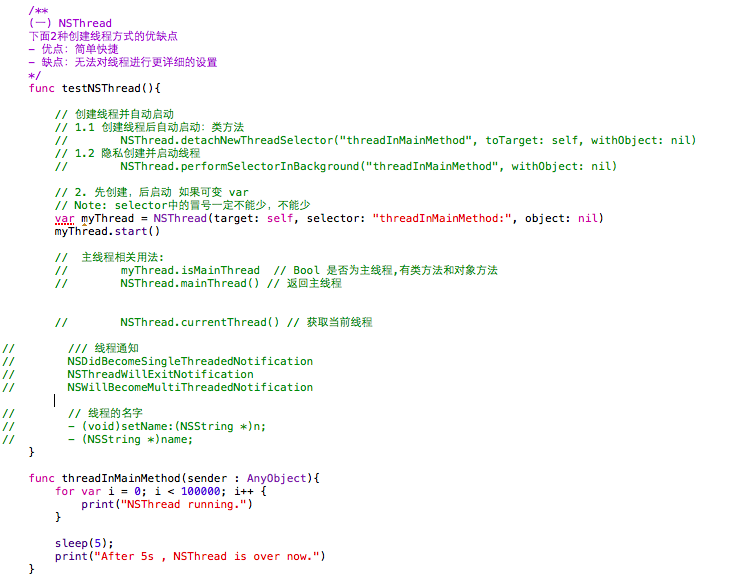 /**
(一) NSThread
下面2种创建线程方式的优缺点
- 优点：简单快捷
- 缺点：无法对线程进行更详细的设置
*/
func testNSThread(){
// 创建线程并自动启动
// 1.1 创建线程后自动启动：类方法
// NSThread.detachNewThreadSelector("threadInMainMethod", toTarget: self, withObject: nil)
// 1.2 隐私创建并启动线程
// NSThread.performSelectorInBackground("threadInMainMethod", withObject: nil)
// 2. 先创建，后启动 如果可变 var
// Note: selector中的冒号一定不能少，不能少
var myThread = NSThread(target: self, selector: "threadInMainMethod:", object: nil)
myThread.start()
// 主线程相关用法:
// myThread.isMainThread // Bool 是否为主线程,有类方法和对象方法
// NSThread.mainThread() // 返回主线程
// NSThread.currentThread() // 获取当前线程
// /// 线程通知
// NSDidBecomeSingleThreadedNotification
// NSThreadWillExitNotification
// NSWillBecomeMultiThreadedNotification
// // 线程的名字
// - (void)setName:(NSString *)n;
// - (NSString *)name;
}
func threadInMainMethod(sender : AnyObject){
for var i = 0; i < 100000; i++ {
print("NSThread running.")
}
sleep(5);
print("After 5s , NSThread is over now.")
}